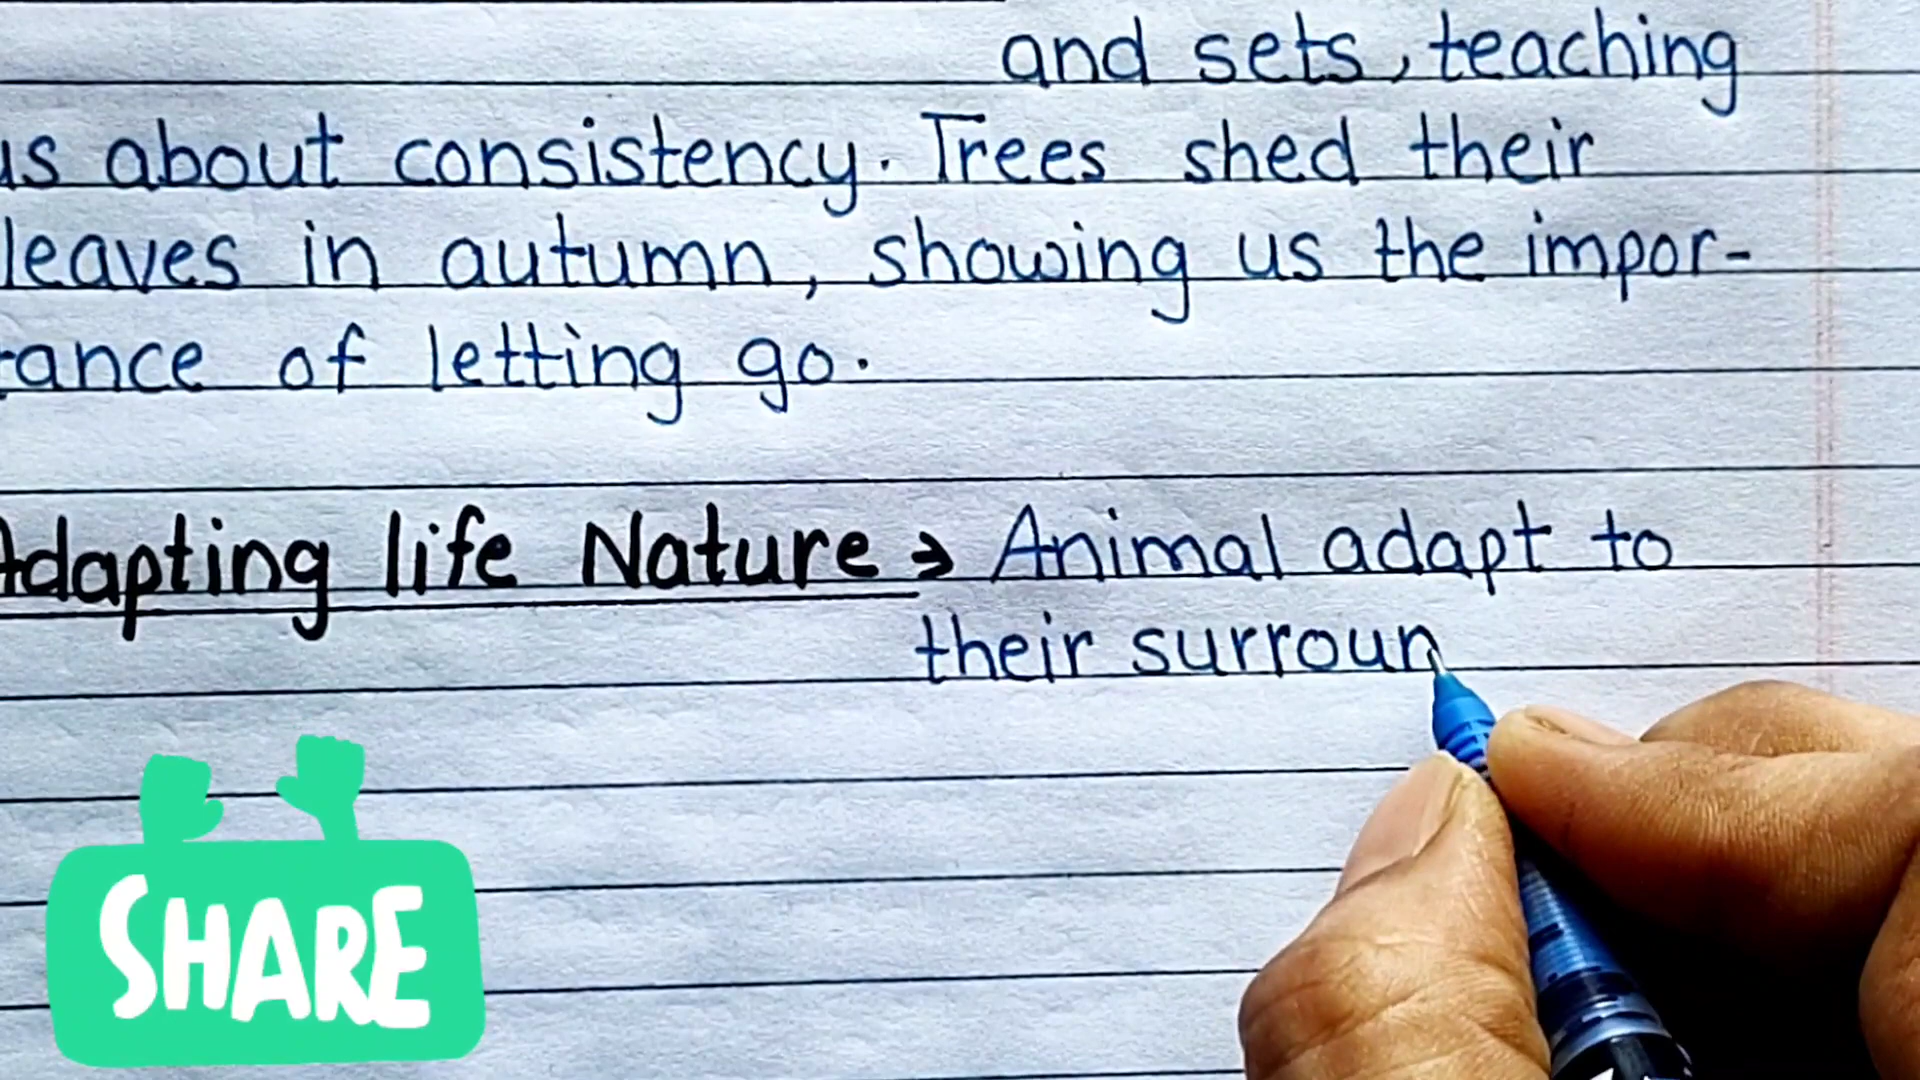 and sets, teaching
us about consistency. Trees shed their
leaves in autumn, showing us the impor-
tance of letting go.
Adapting life Nature → Animal adapt to
their surroun
SHARE